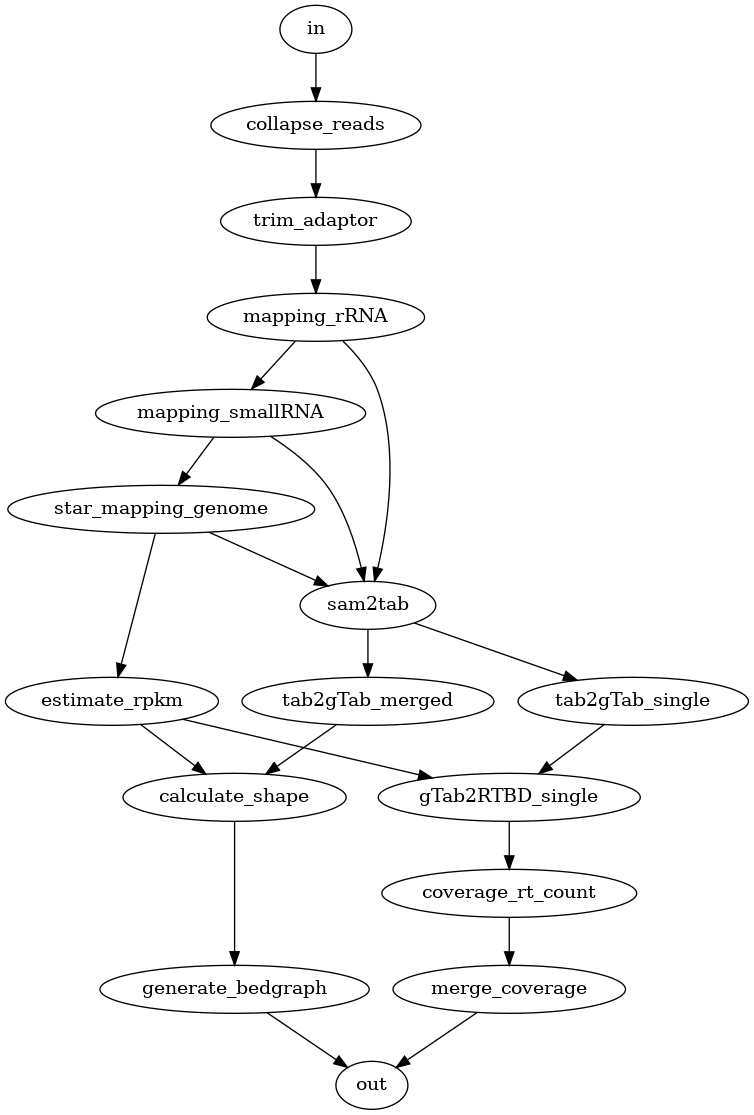 in
collapse_reads
trim_adaptor
mapping_rRNA
mapping_smallRNA
star_mapping_genome
sam2tab
estimate_rpkm
tab2gTab_merged
tab2gTab_single
calculate_shape
gTab2RTBD_single
coverage_rt_count
generate_bedgraph
merge_coverage
out